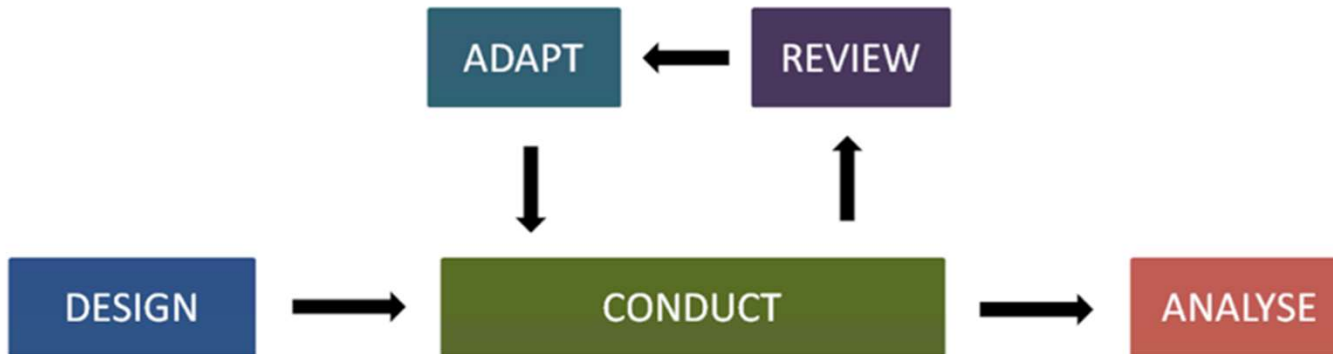 ADAPT
REVIEW
DESIGN
CONDUCT
ANALYSE